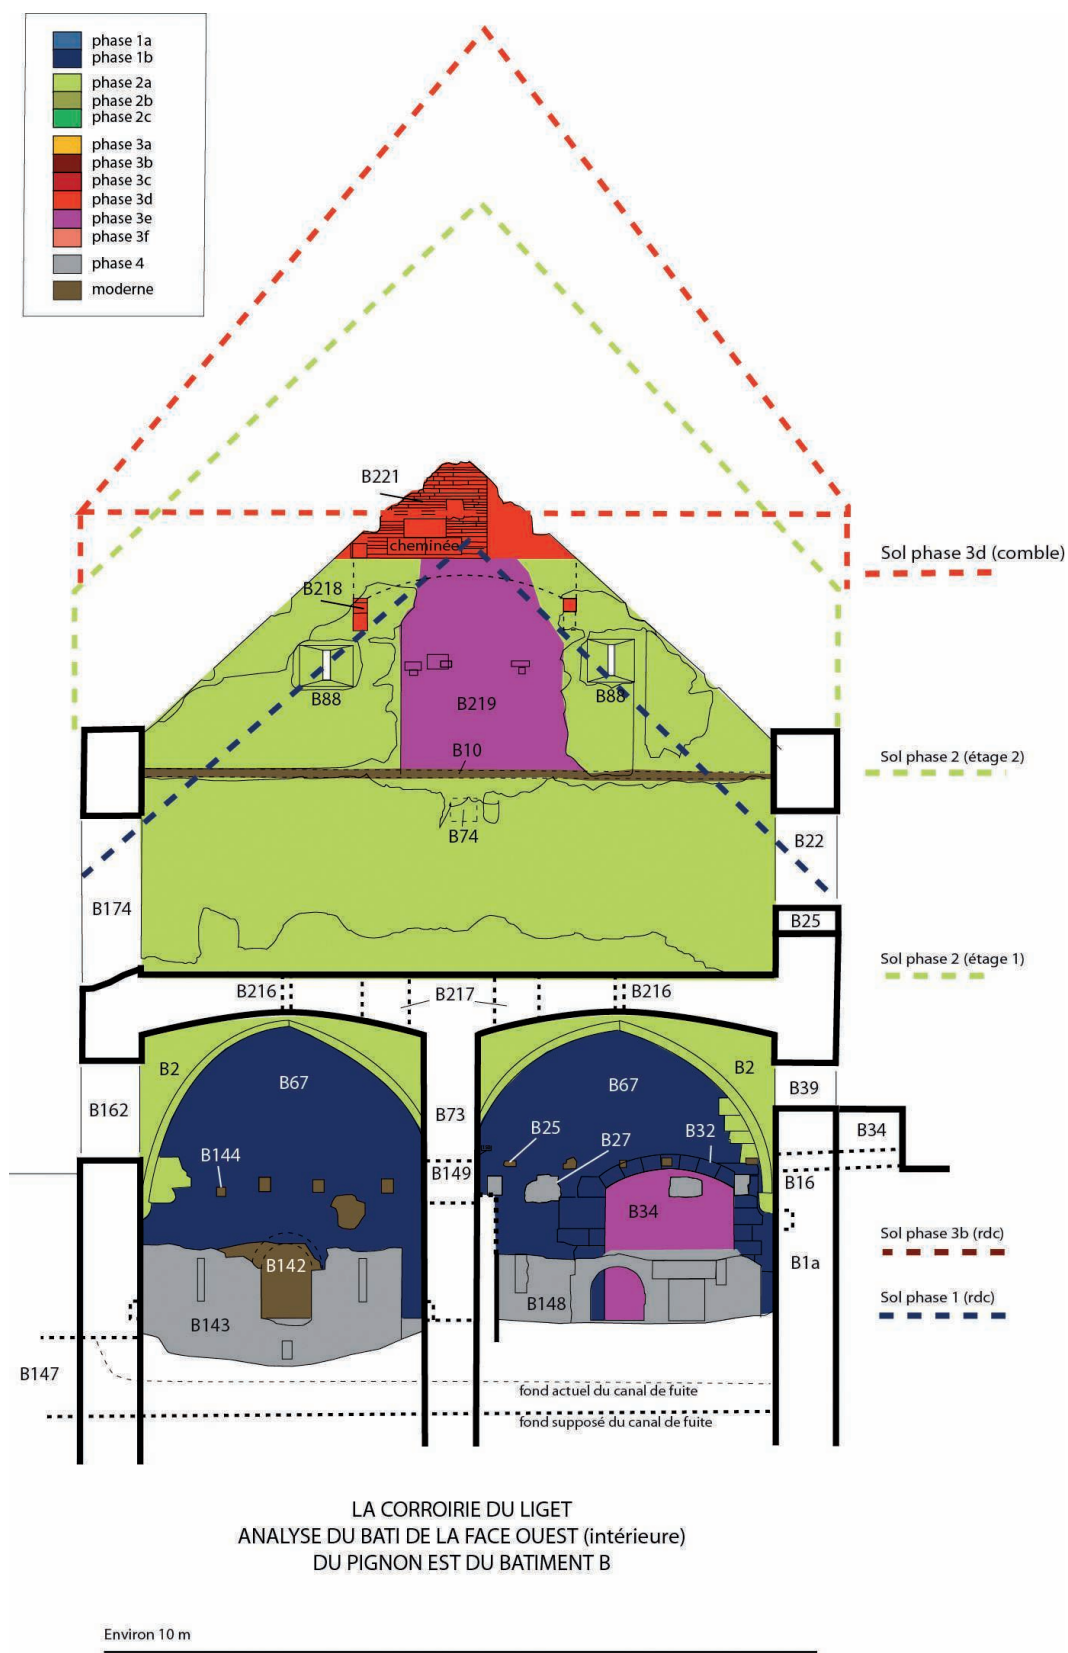 phase 1a
phase 1b
phase 2a
phase 2b
phase 2c
phase 3a
phase 3b
phase 3c
phase 3d
phase 3e
phase 3f
phase 4
moderne
B221
cheminée
Sol phase 3d (comble)
B218
B88
B88
B219
B10
Sol phase 2 (étage 2)
B74
B22
B174
B25
Sol phase 2 (étage 1)
B216
B217
B216
B2
B67
B67
B2
B162
B73
B39
B25
B27
B32
B34
B144
B149
B16
B34
Sol phase 3b (rdc)
B142
B1a
B143
B148
Sol phase 1 (rdc)
B147
fond actuel du canal de fuite
fond supposé du canal de fuite
LA CORROIRIE DU LIGET
ANALYSE DU BATI DE LA FACE OUEST (intérieure)
DU PIGNON EST DU BATIMENT B
Environ 10 m